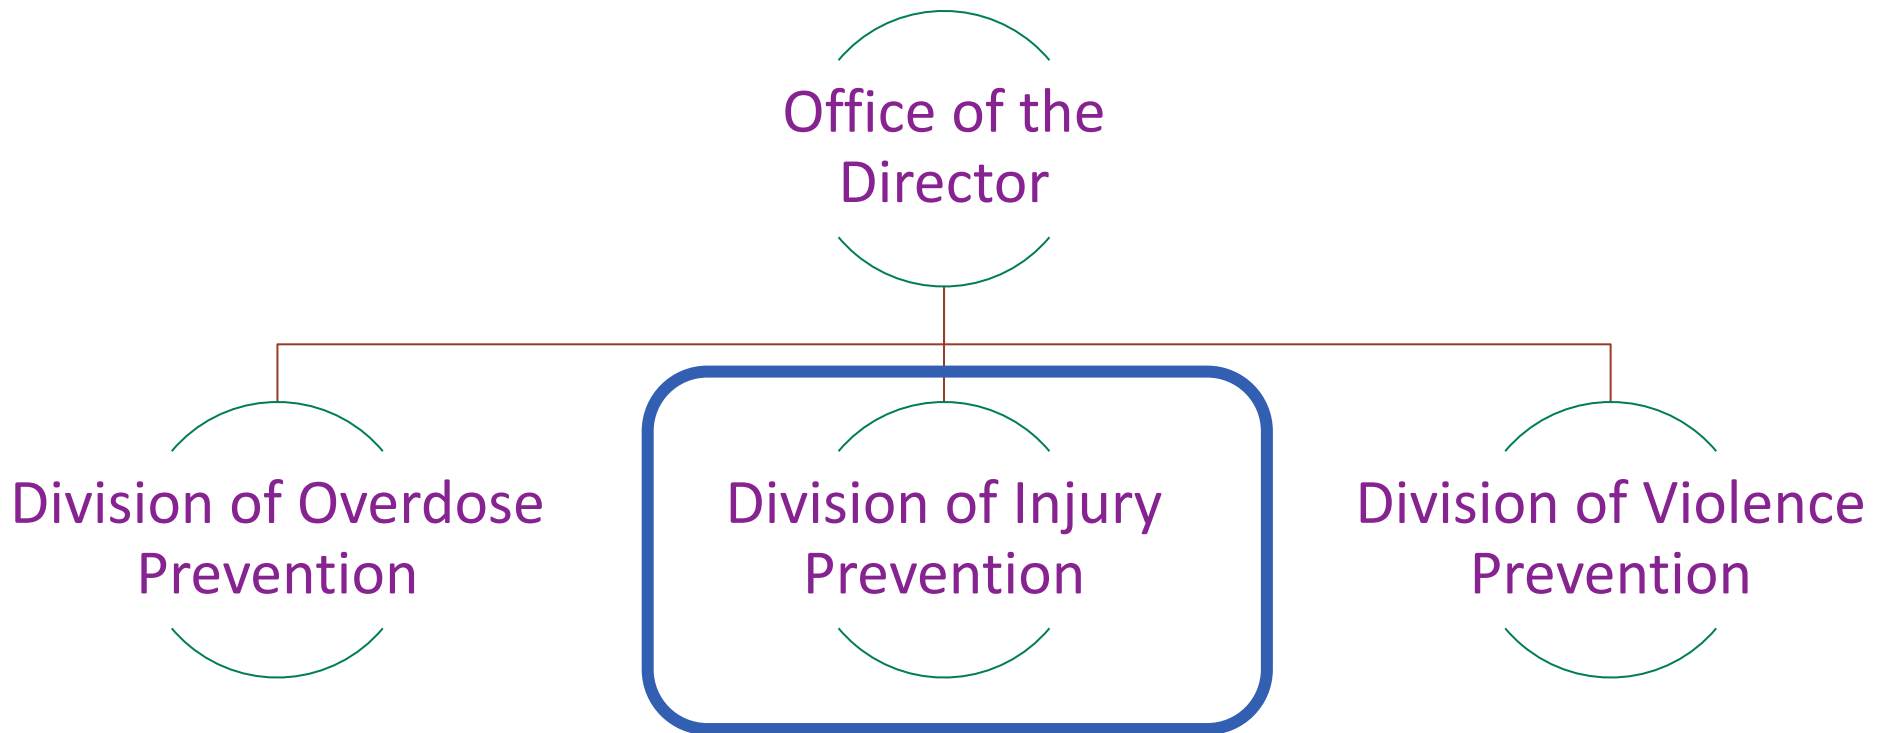 Office of the
Director
Division of Overdose
Prevention
Division of Injury
Prevention
Division of Violence
Prevention